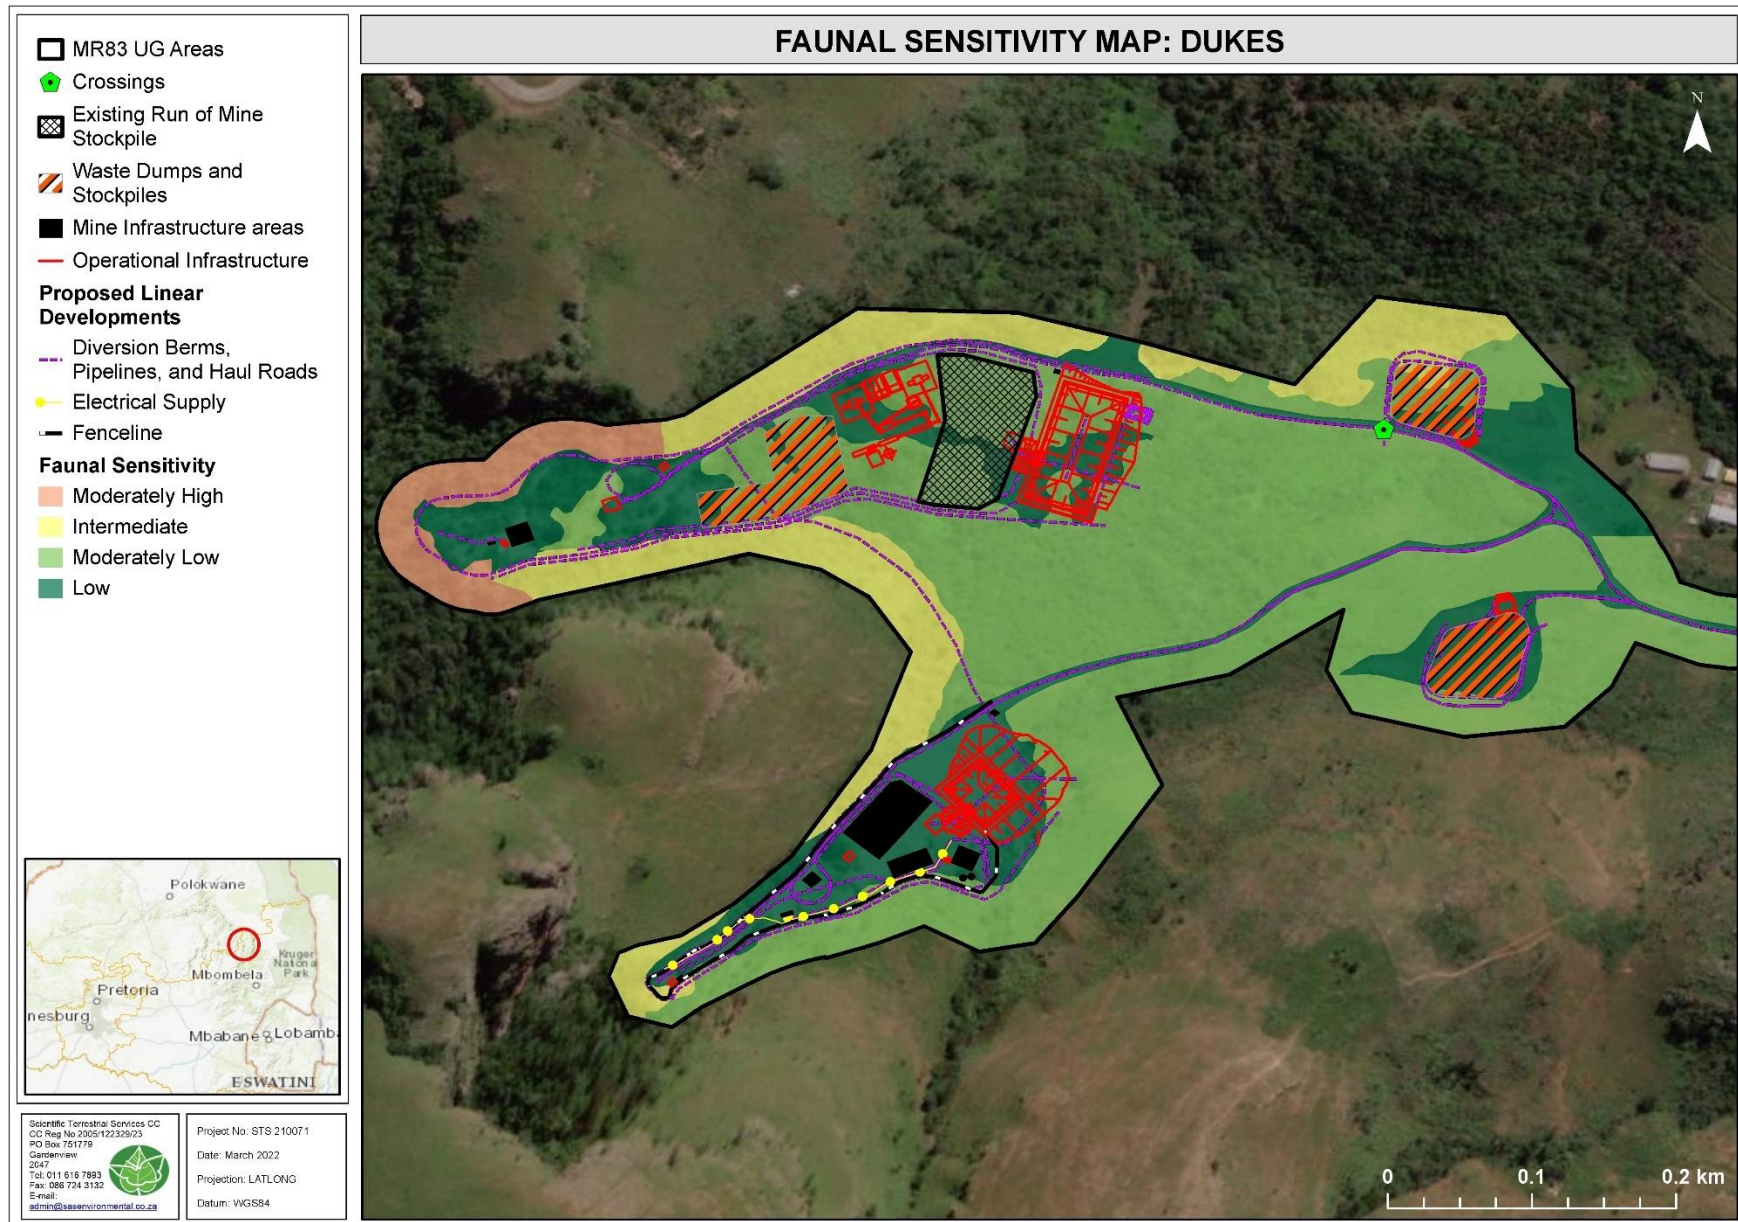 FAUNAL SENSITIVITY MAP: DUKES
MR83 UG Areas
Crossings
Existing Run of Mine
Stockpile
Waste Dumps and
Stockpiles
Mine Infrastructure areas
Operational Infrastructure
Proposed Linear
Developments
Diversion Berms,
Pipelines, and Haul Roads
Electrical Supply
Fenceline
Faunal Sensitivity
Moderately High
Intermediate
Moderately Low
Low
N
Polokwane
Kruger
National
Park
Mbombela
Pretoria
nesburg
Mbabane
Lobamb
ESWATINI
Scientific Terrestrial Services CC
CC Reg No 2005/122329/23
PO Box 751779
Gardenview
2047
Tel: 011 616 7893
Fax: 086 724 3132
E-mail:
admin@sasenvironmental.co.za
Project No: STS 210071
Date: March 2022
Projection: LATLONG
Datum: WGS84
0 0.1 0.2 km